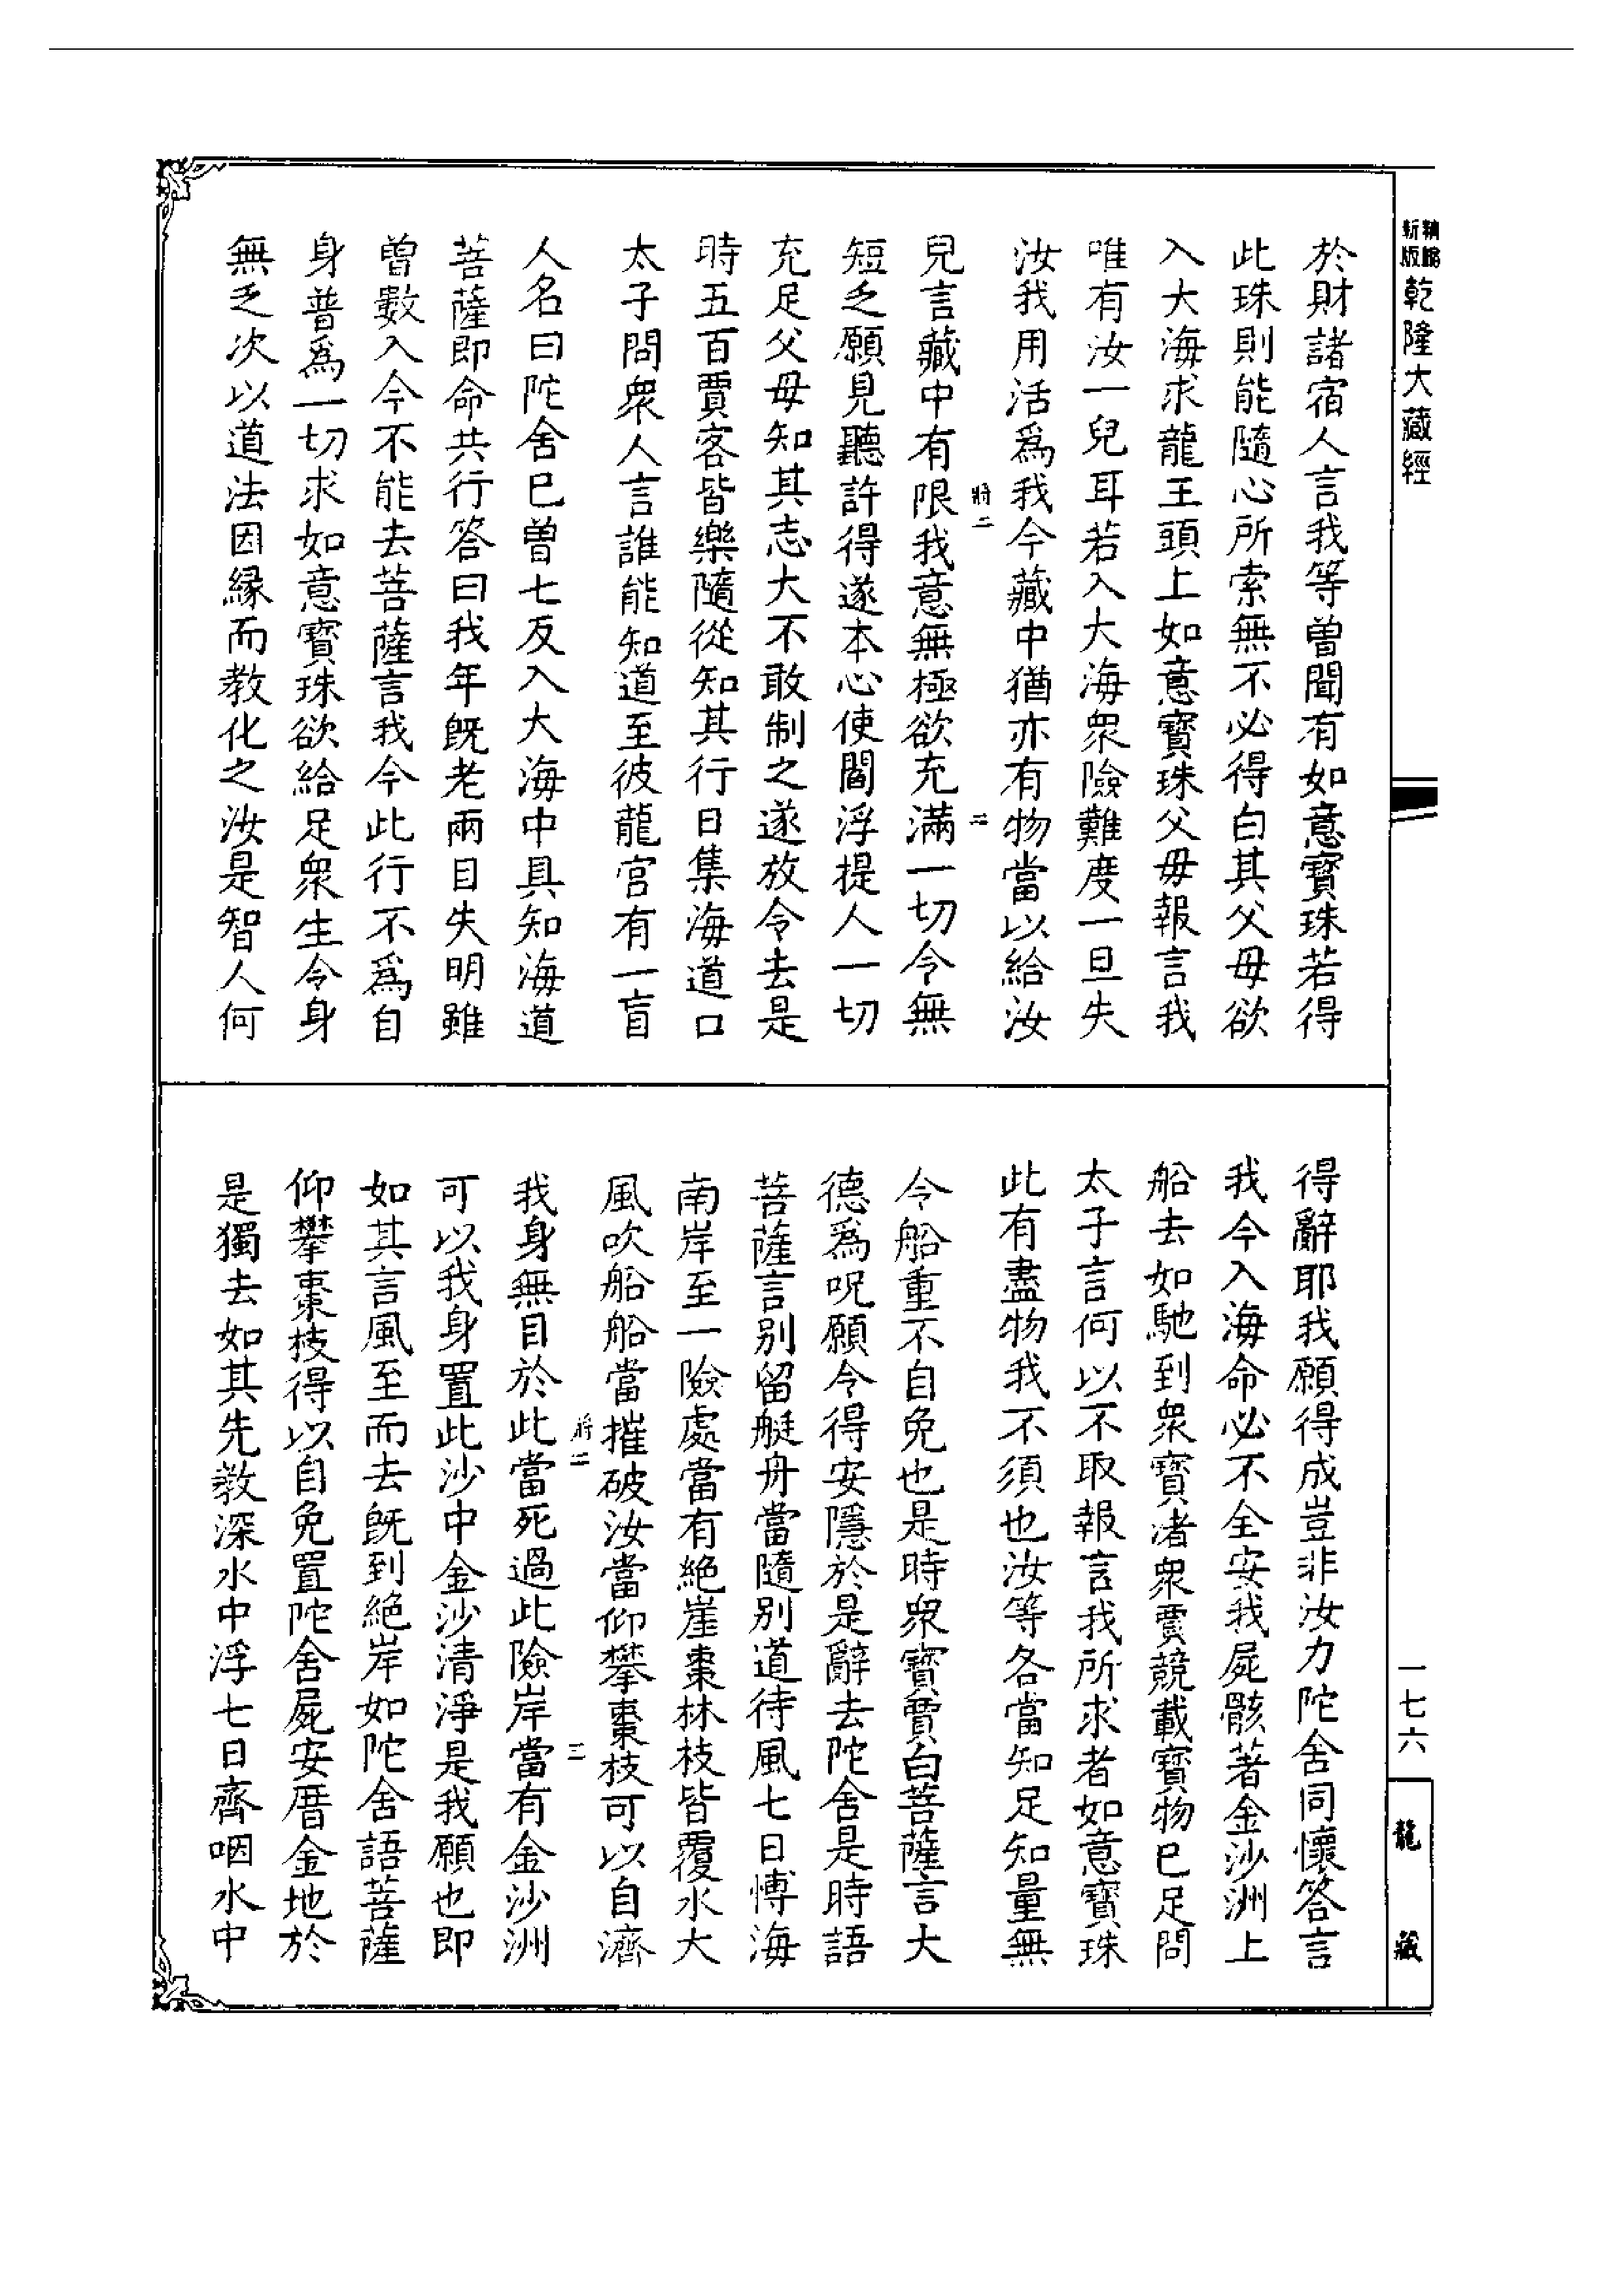 精編
新版
乾隆大藏經
於財諸宿人言我等曾聞有如意寶珠若得
此珠則能隨心所索無不必得白其父母欲
入大海求龍王頭上如意寶珠父母報言我
唯有汝一兒耳若入大海眾險難度一旦失
汝我用活為我今藏中猶亦有物當以給汝
將二
二
兒言藏中有限我意無極欲充滿一切令無
短乏願見聽許得遂本心使閻浮提人一切
充足父母知其志大不敢制之遂放令去是
時五百賈客皆樂隨從知其行日集海道口
太子問眾人言誰能知道至彼龍宮有一盲
人名曰陀舍已曾七反入大海中具知海道
菩薩即命共行答曰我年既老兩目失明雖
曾數入今不能去菩薩言我今此行不為自
身普為一切求如意寶珠欲給足眾生令身
無乏次以道法因緣而教化之汝是智人何
得辭耶我願得成豈非汝力陀舍同懷答言
我今入海命必不全安我屍骸著金沙洲上
船去如馳到眾寶渚眾賈競載寶物已足問
太子言何以不取報言我所求者如意寶珠
此有盡物我不須也汝等各當知足知量無
令船重不自免也是時眾寶賈白菩薩言大
德為呪願令得安隱於是辭去陀舍是時語
菩薩言別留艇舟當隨別道待風七日愽海
南岸至一險處當有絕崖棗林枝皆覆水大
風吹船船當摧破汝當仰攀棗枝可以自濟
將二
三
我身無目於此當死過此險岸當有金沙洲
可以我身置此沙中金沙清淨是我願也即
如其言風至而去既到絕岸如陀舍語菩薩
仰攀棗枝得以自免置陀舍屍安厝金地於
是獨去如其先教深水中浮七日齊咽水中
一七六
龍藏